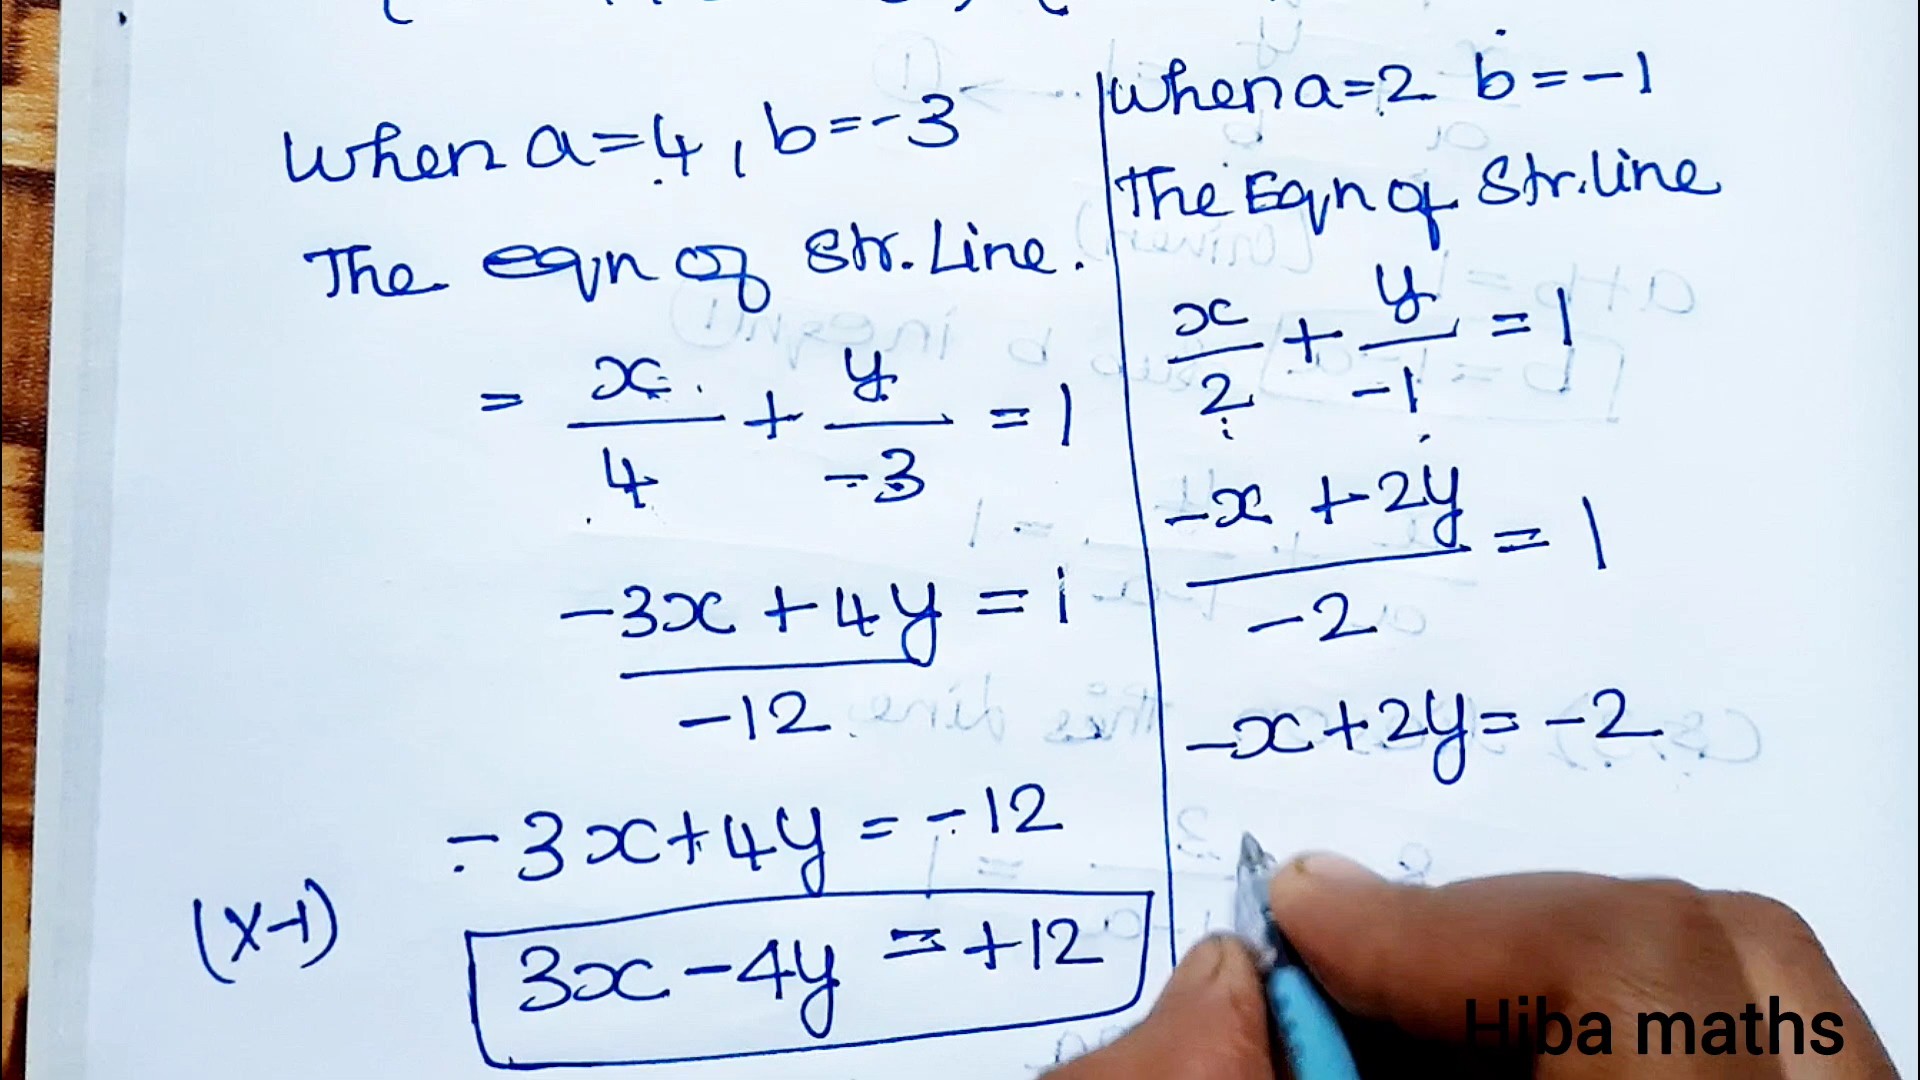 When a=4, b=-3
The eqn of Str. Line.
= x/4 + y/-3 = 1
-3x + 4y / -12 = 1
-3x + 4y = -12
(x-1) 3x - 4y = +12
When a=2 b=-1
The Eqn of Str. line
x/2 + y/-1 = 1
-x + 2y / -2 = 1
-x + 2y = -2
Hiba maths